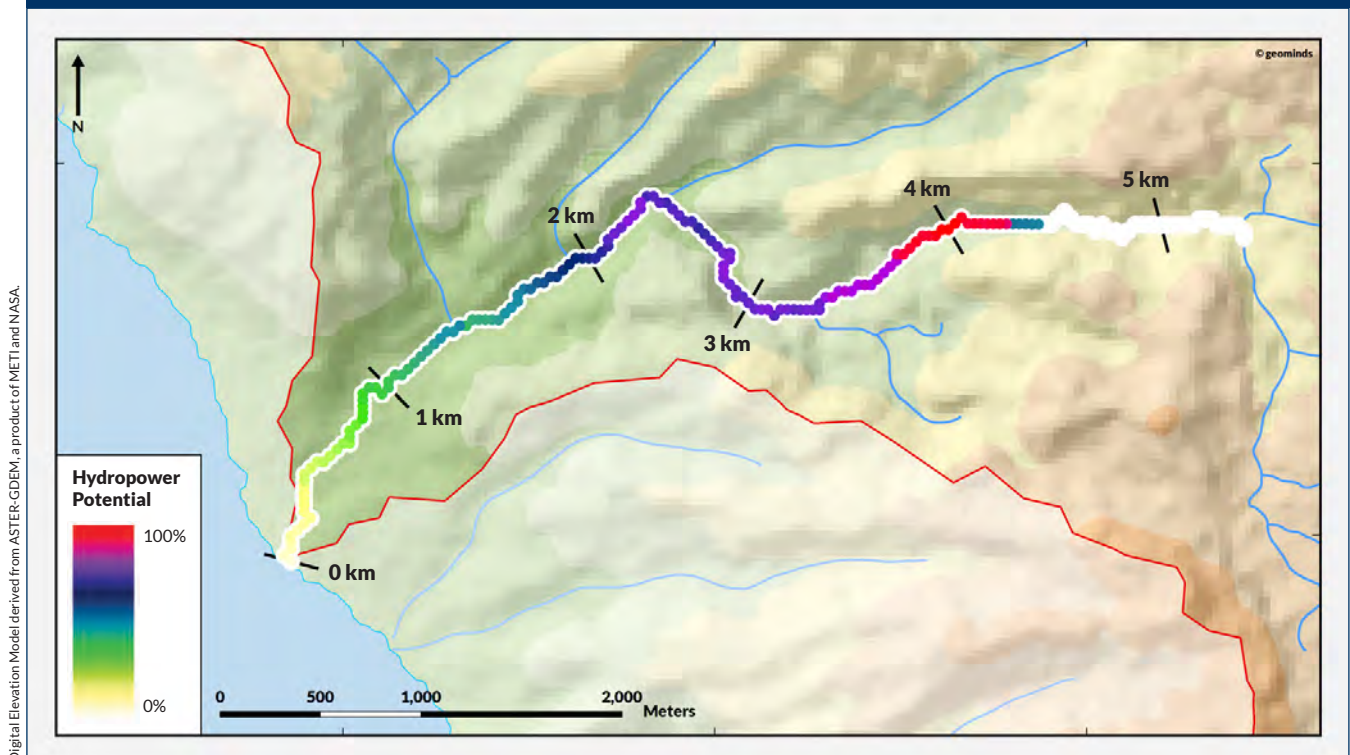 © geominds
N
5 km
4 km
2 km
3 km
1 km
0 km
Hydropower
Potential
100%
0%
0 500 1,000 2,000
Meters
Digital Elevation Model derived from ASTER-GDEM, a product of METI and NASA.